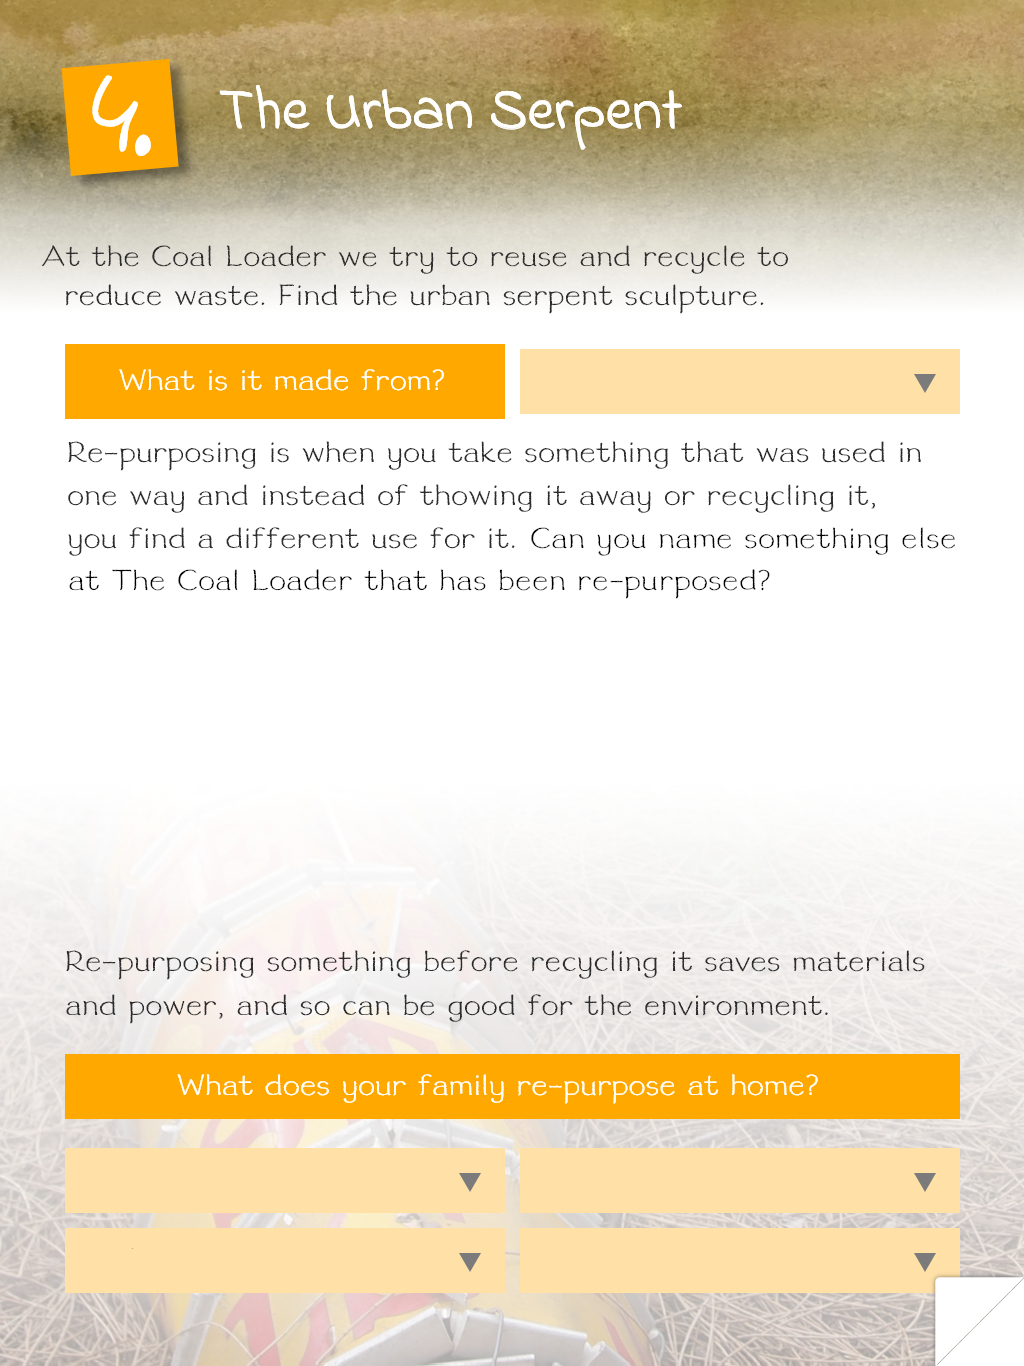 4.
The Urban Serpent
At the Coal Loader we try to reuse and recycle to
reduce waste. Find the urban serpent sculpture.
What is it made from?
Re-purposing is when you take something that was used in
one way and instead of thowing it away or recycling it,
you find a different use for it. Can you name something else
at The Coal Loader that has been re-purposed?
Re-purposing something before recycling it saves materials
and power, and so can be good for the environment.
What does your family re-purpose at home?